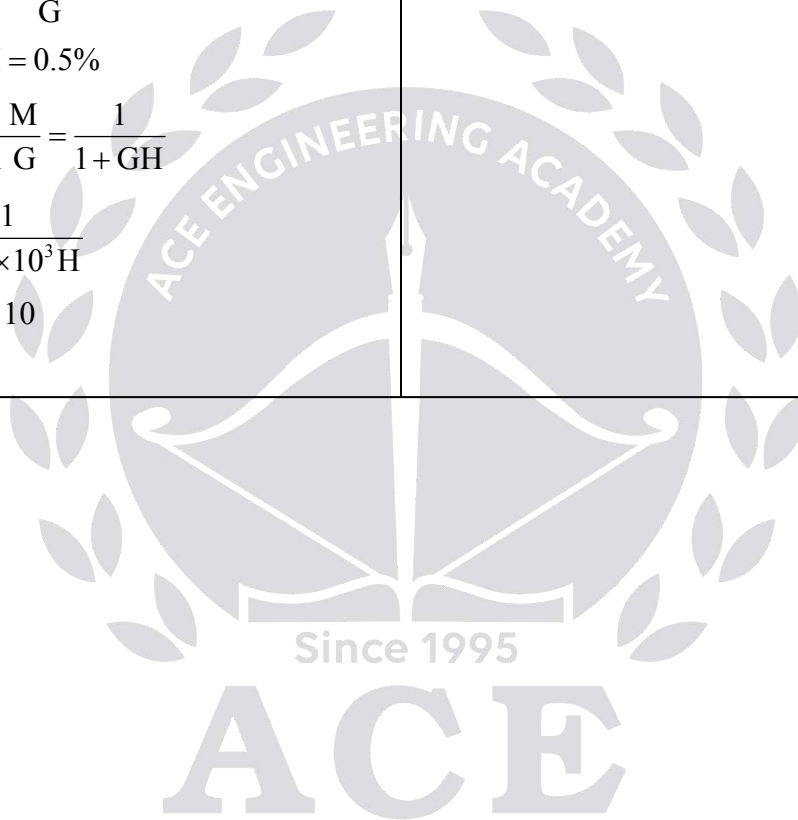 G
= 0.5%
M/G = 1/(1 + GH)
1/(×10³H)
10
ACE ENGINEERING ACADEMY
Since 1995
ACE